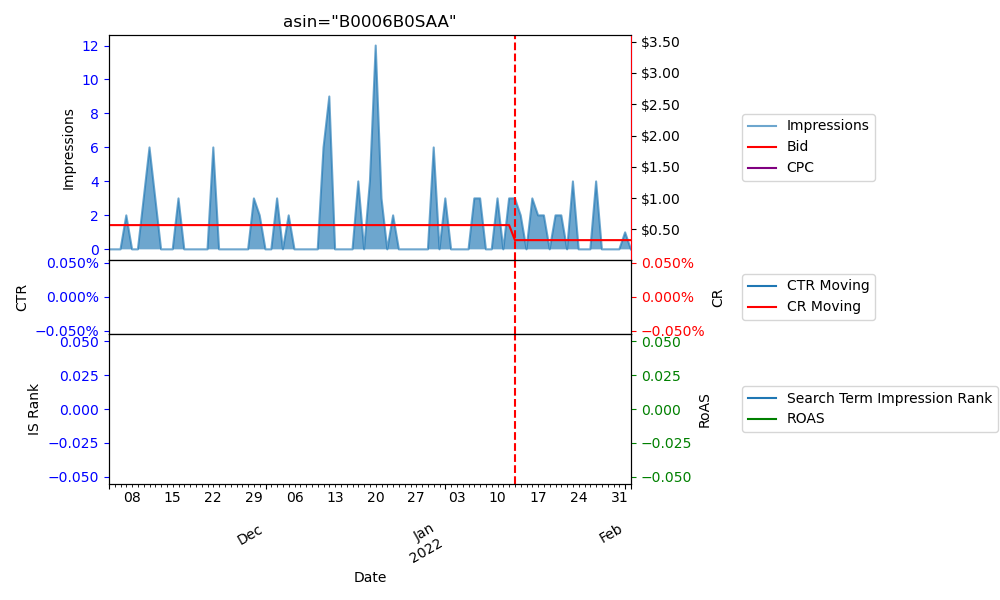 asin="B0006B0SAA"
12
10
8
6
4
2
0
Impressions
$3.50
$3.00
$2.50
$2.00
$1.50
$1.00
$0.50
Impressions
Bid
CPC
0.050%
0.000%
−0.050%
CTR
0.050%
0.000%
−0.050%
CR
CTR Moving
CR Moving
0.050
0.025
0.000
−0.025
−0.050
IS Rank
0.050
0.025
0.000
−0.025
−0.050
RoAS
Search Term Impression Rank
ROAS
08 15 22 29 06 13 20 27 03 10 17 24 31
Dec
Jan
2022
Feb
Date